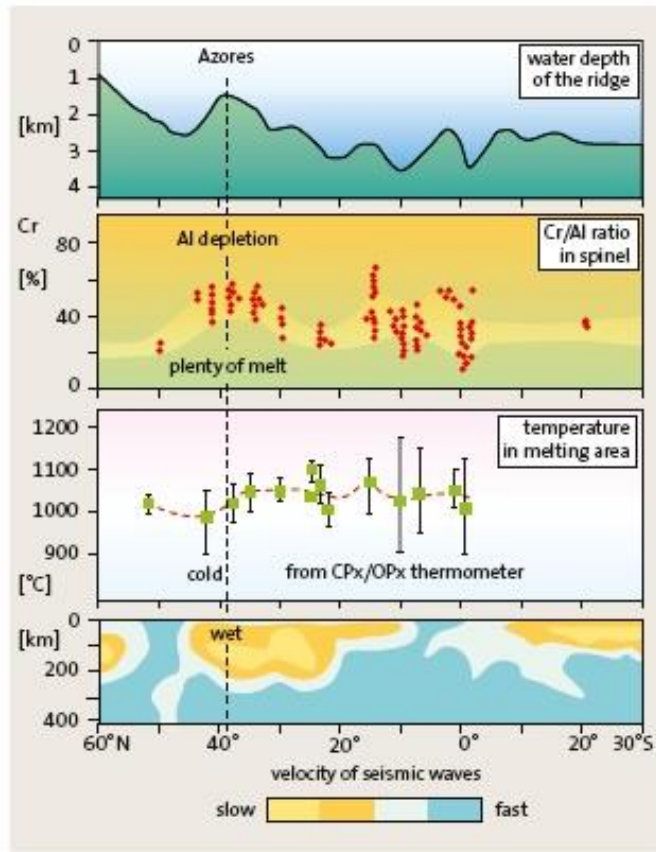 0
1
2
3
4
[km]
Azores
water depth
of the ridge
Cr
[%]
80
40
0
Al depletion
Cr/Al ratio
in spinel
plenty of melt
1200
1100
1000
900
[°C]
temperature
in melting area
cold
from CPx/OPx thermometer
[km]
0
200
400
wet
60°N
40°
20°
0°
20°
30°S
velocity of seismic waves
slow
fast